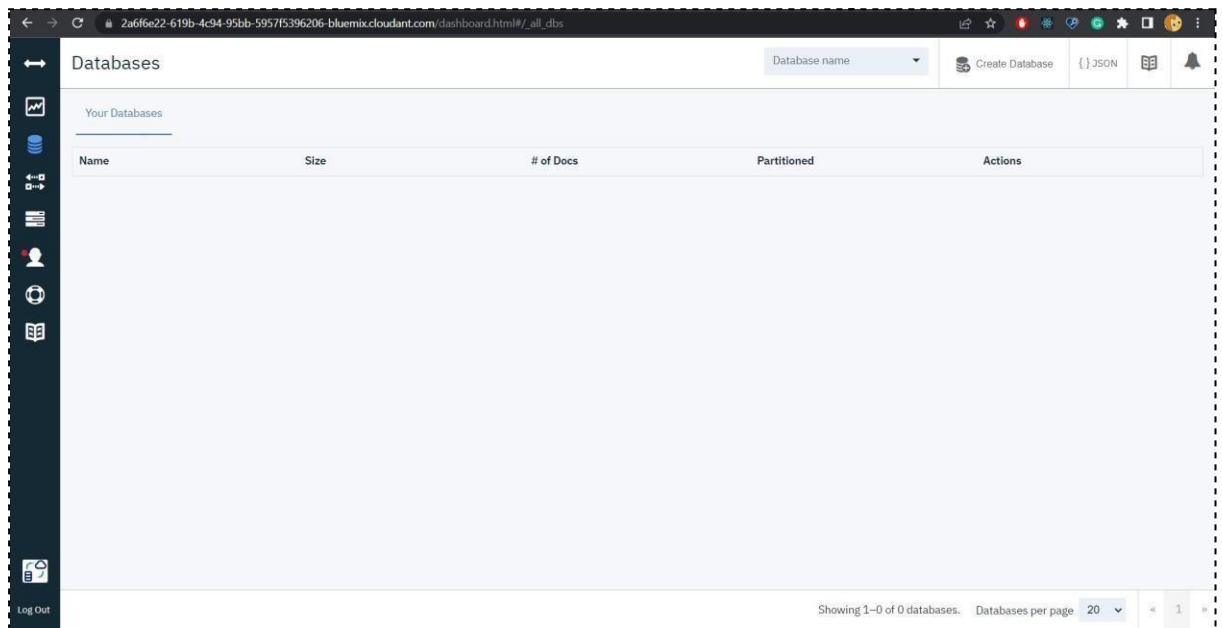 2a6f6e22-619b-4c94-95bb-5957f5396206-bluemix.cloudant.com/dashboard.html#/_all_dbs
Databases
Database name
Create Database
{ } JSON
Your Databases
Name Size # of Docs Partitioned Actions
Log Out
Showing 1–0 of 0 databases. Databases per page 20 « 1 »